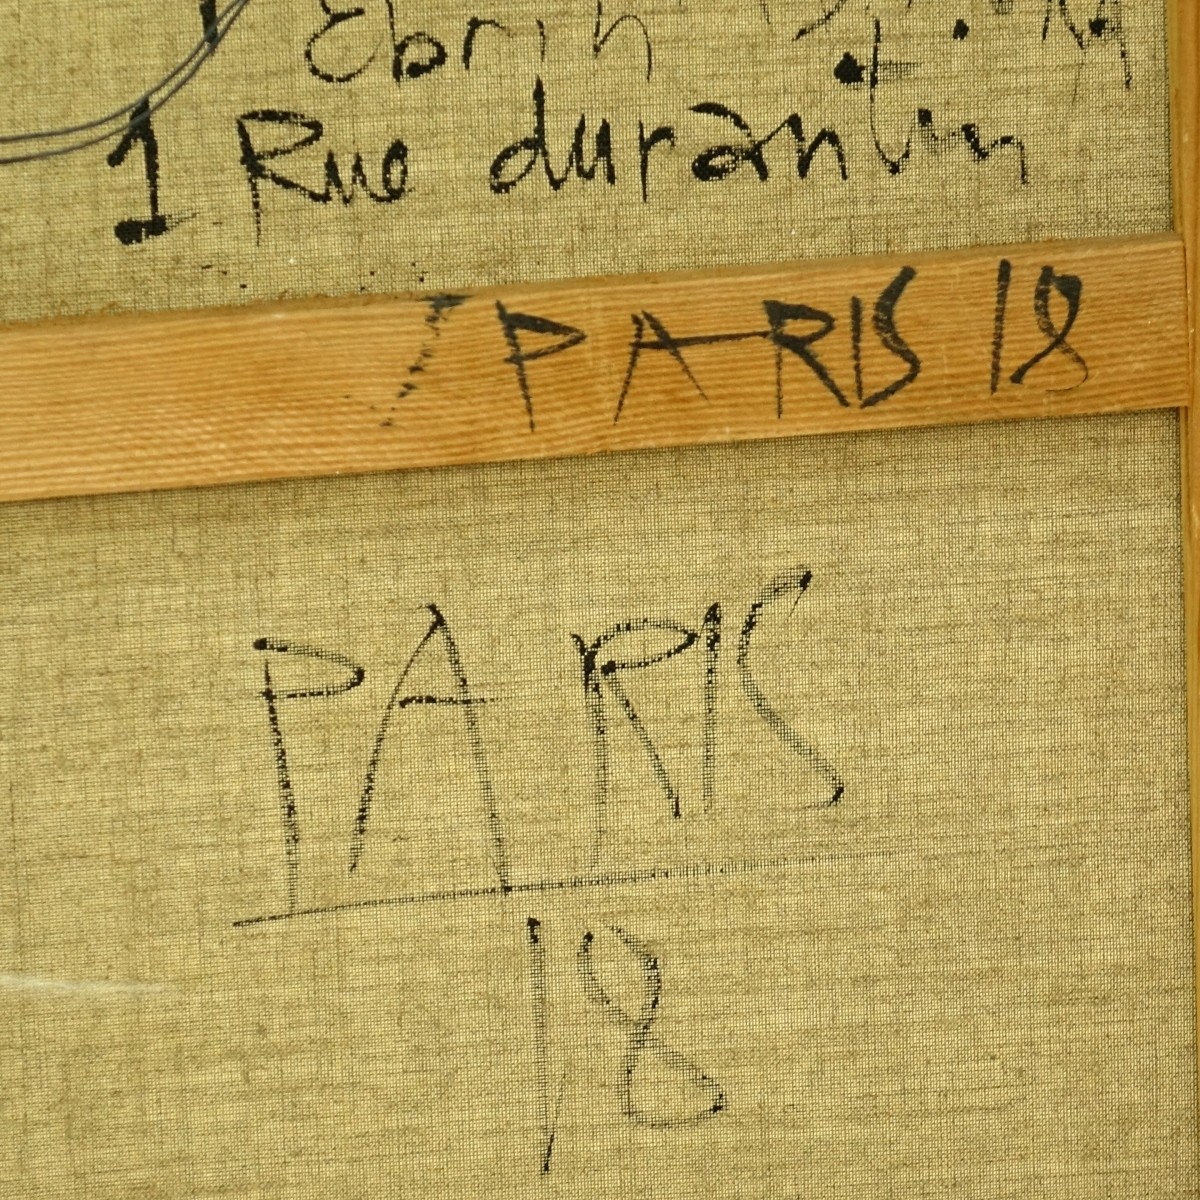 Ebrin
1 Rue durantin
PARIS 18
PARIS
18